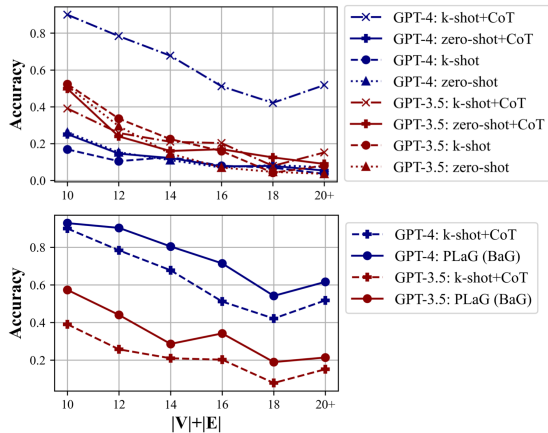 Accuracy
0.8
0.6
0.4
0.2
0.0
10 12 14 16 18 20+
GPT-4: k-shot+CoT
GPT-4: zero-shot+CoT
GPT-4: k-shot
GPT-4: zero-shot
GPT-3.5: k-shot+CoT
GPT-3.5: zero-shot+CoT
GPT-3.5: k-shot
GPT-3.5: zero-shot
Accuracy
0.8
0.6
0.4
0.2
10 12 14 16 18 20+
|V|+|E|
GPT-4: k-shot+CoT
GPT-4: PLaG (BaG)
GPT-3.5: k-shot+CoT
GPT-3.5: PLaG (BaG)